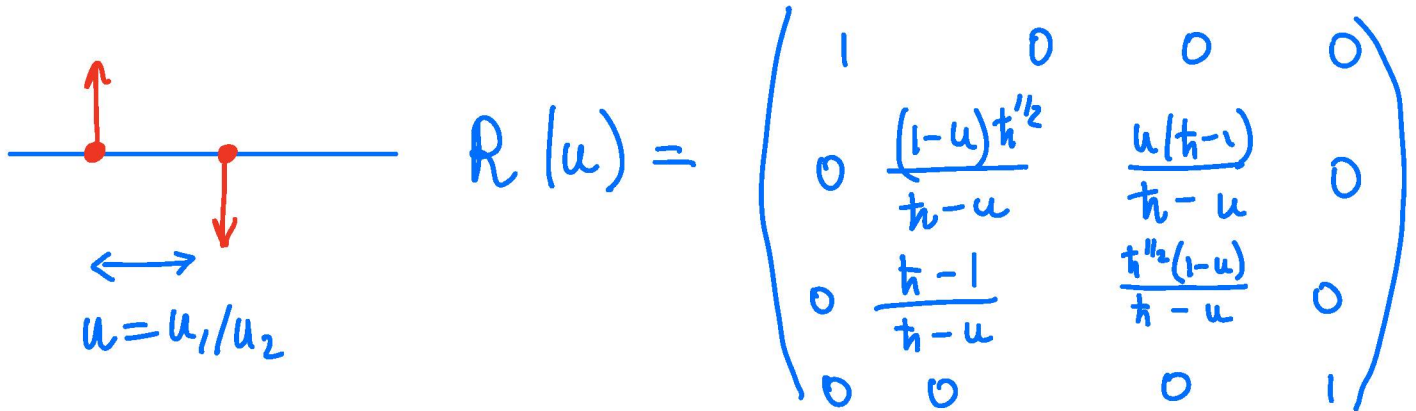 R(u) =
1 0 0 0
0 (1-u)ħ^{1/2}/(ħ-u) u(ħ-1)/(ħ-u) 0
0 (ħ-1)/(ħ-u) ħ^{1/2}(1-u)/(ħ-u) 0
0 0 0 1
u=u₁/u₂